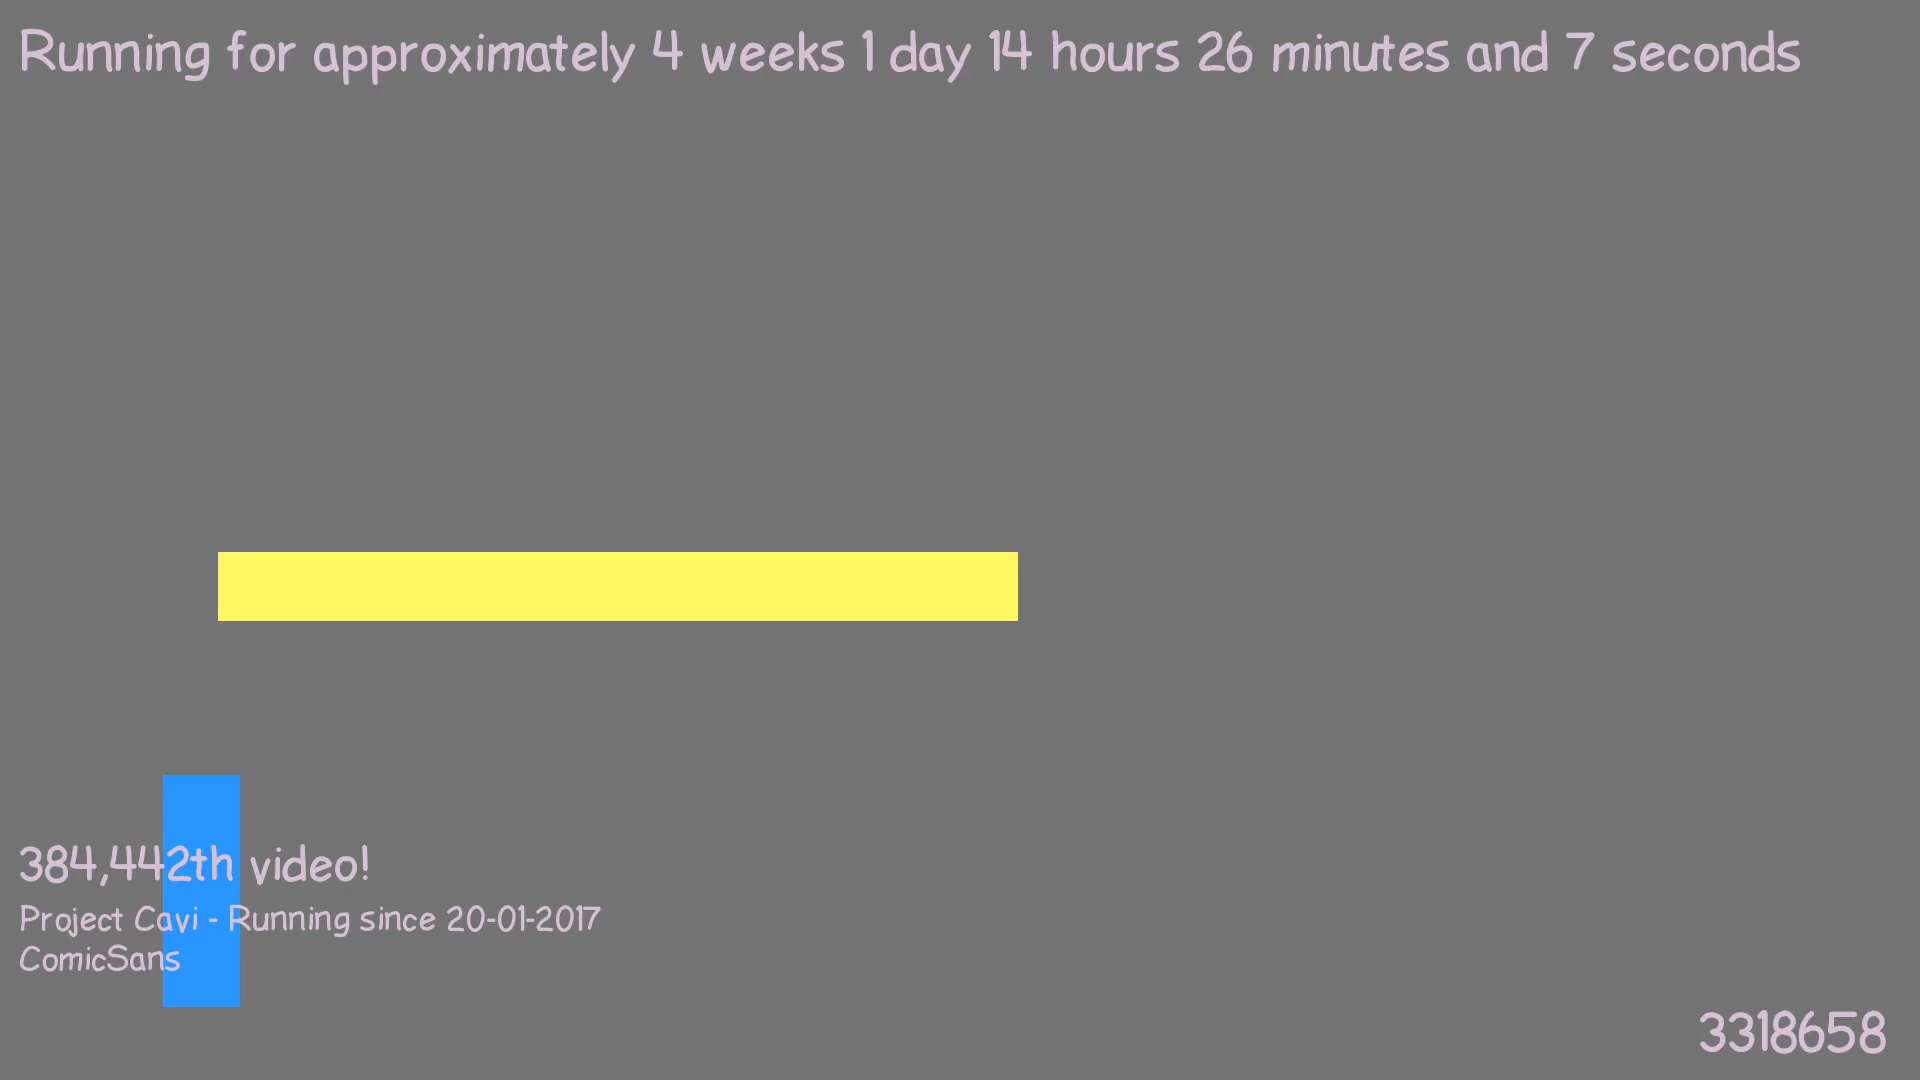 Running for approximately 4 weeks 1 day 14 hours 26 minutes and 7 seconds
384,442th video!
Project Cavi - Running since 20-01-2017
ComicSans
3318658